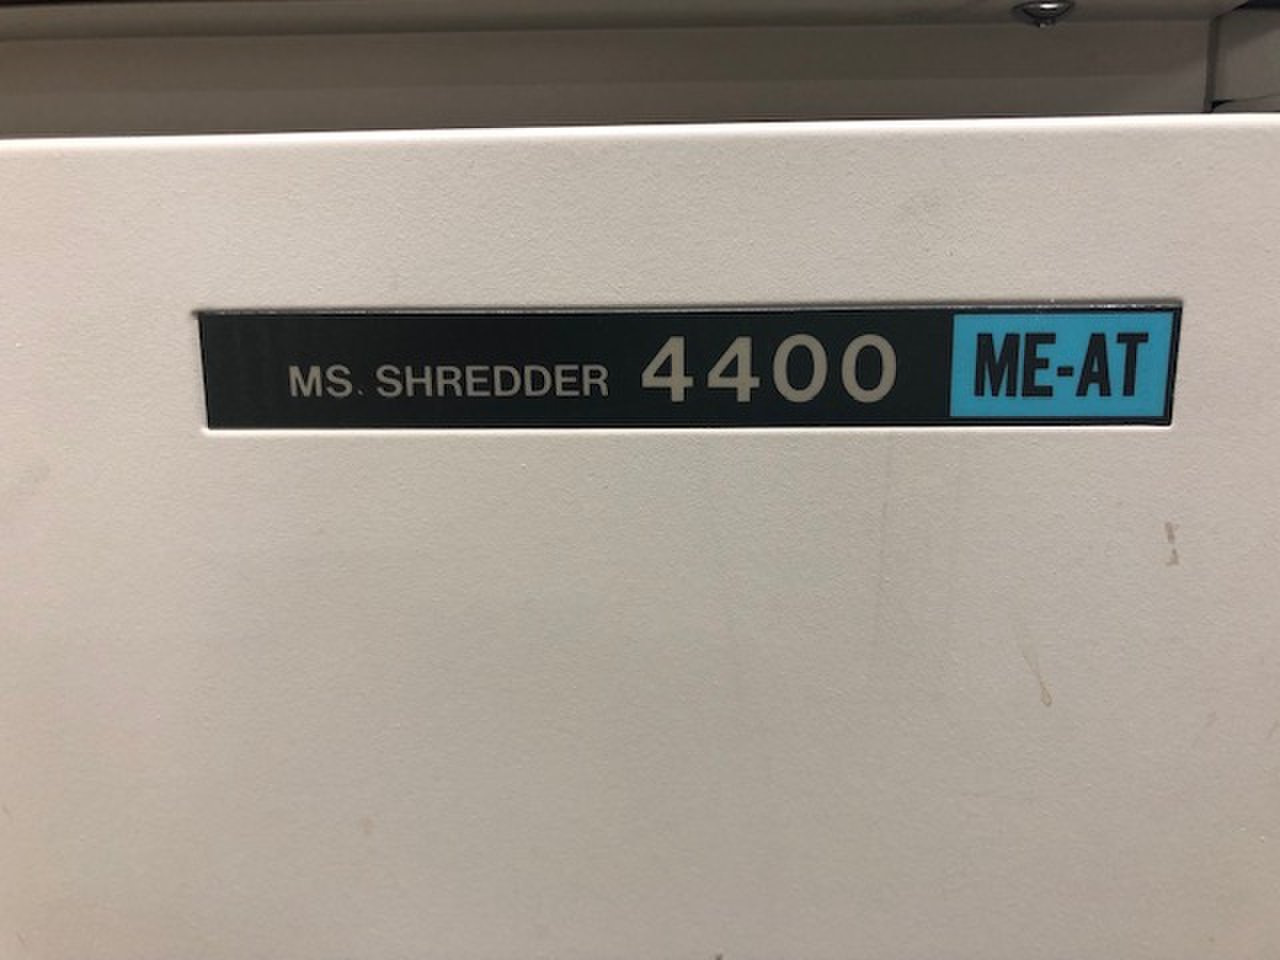 MS. SHREDDER 4400 ME-AT